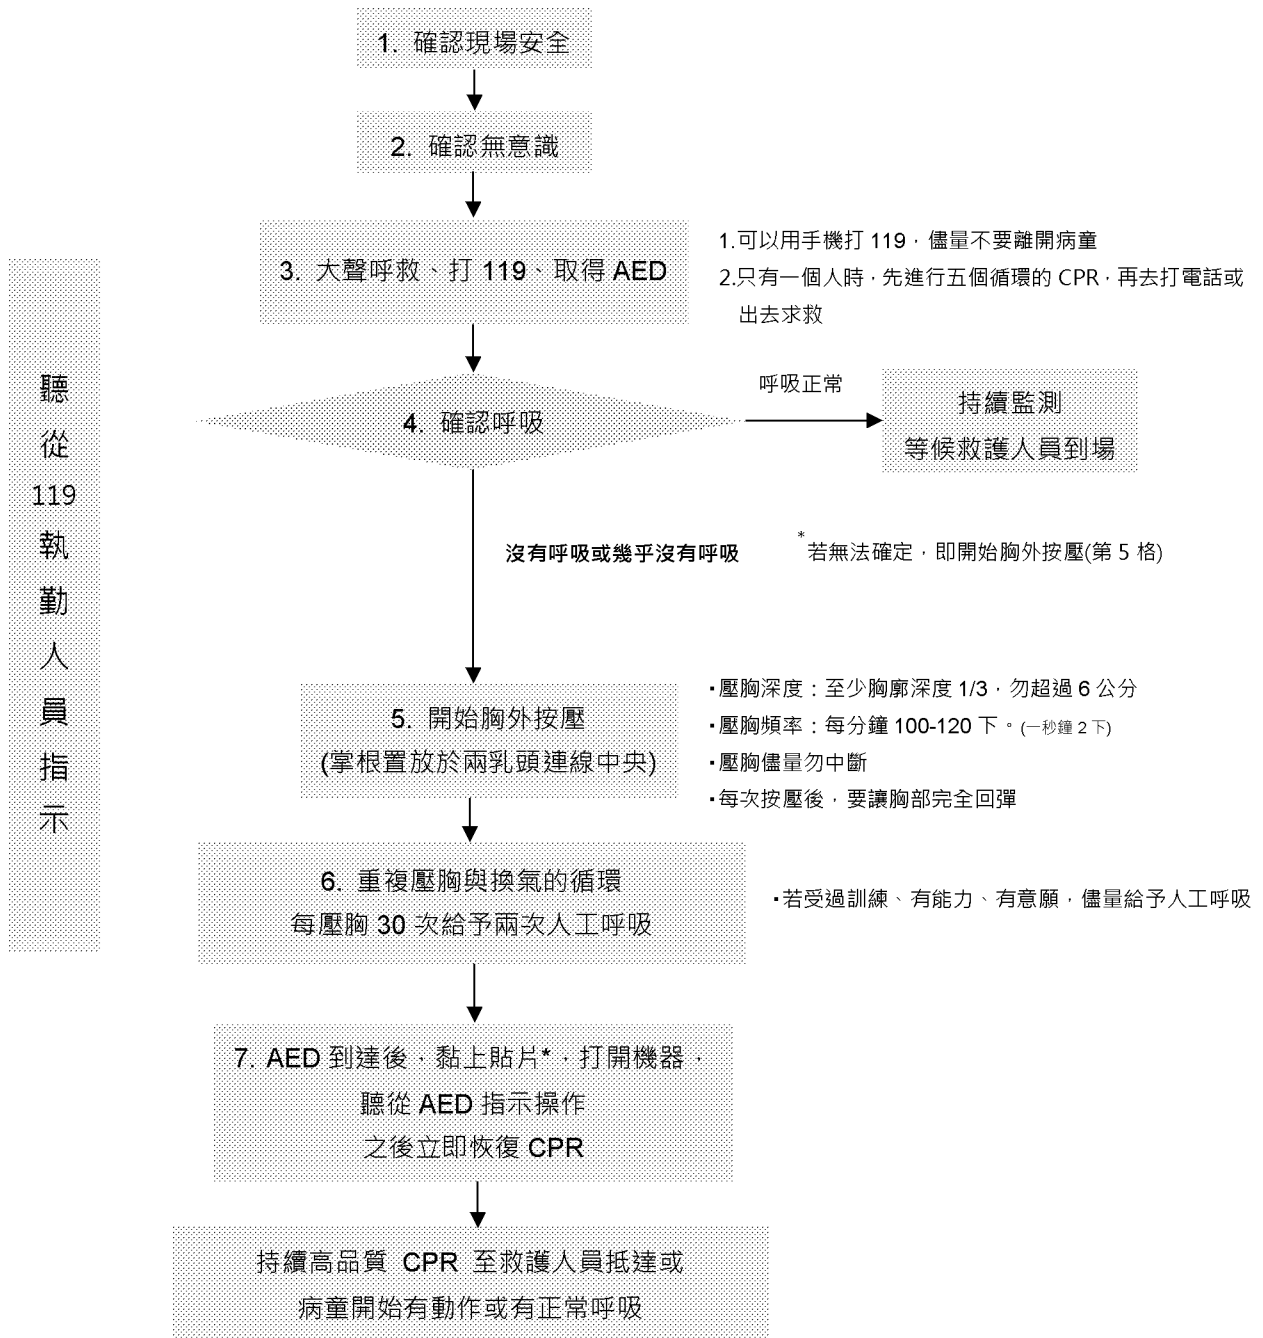 1. 確認現場安全
2. 確認無意識
3. 大聲呼救、打 119、取得 AED
1.可以用手機打 119，儘量不要離開病童
2.只有一個人時，先進行五個循環的 CPR，再去打電話或
出去求救
聽
從
119
執
勤
人
員
指
示
4. 確認呼吸
呼吸正常
持續監測
等候救護人員到場
沒有呼吸或幾乎沒有呼吸
*若無法確定，即開始胸外按壓(第 5 格)
5. 開始胸外按壓
(掌根置放於兩乳頭連線中央)
▪壓胸深度：至少胸廓深度 1/3，勿超過 6 公分
▪壓胸頻率：每分鐘 100-120 下。(一秒鐘 2 下)
▪壓胸儘量勿中斷
▪每次按壓後，要讓胸部完全回彈
6. 重複壓胸與換氣的循環
每壓胸 30 次給予兩次人工呼吸
▪若受過訓練、有能力、有意願，儘量給予人工呼吸
7. AED 到達後，黏上貼片*，打開機器，
聽從 AED 指示操作
之後立即恢復 CPR
持續高品質 CPR 至救護人員抵達或
病童開始有動作或有正常呼吸